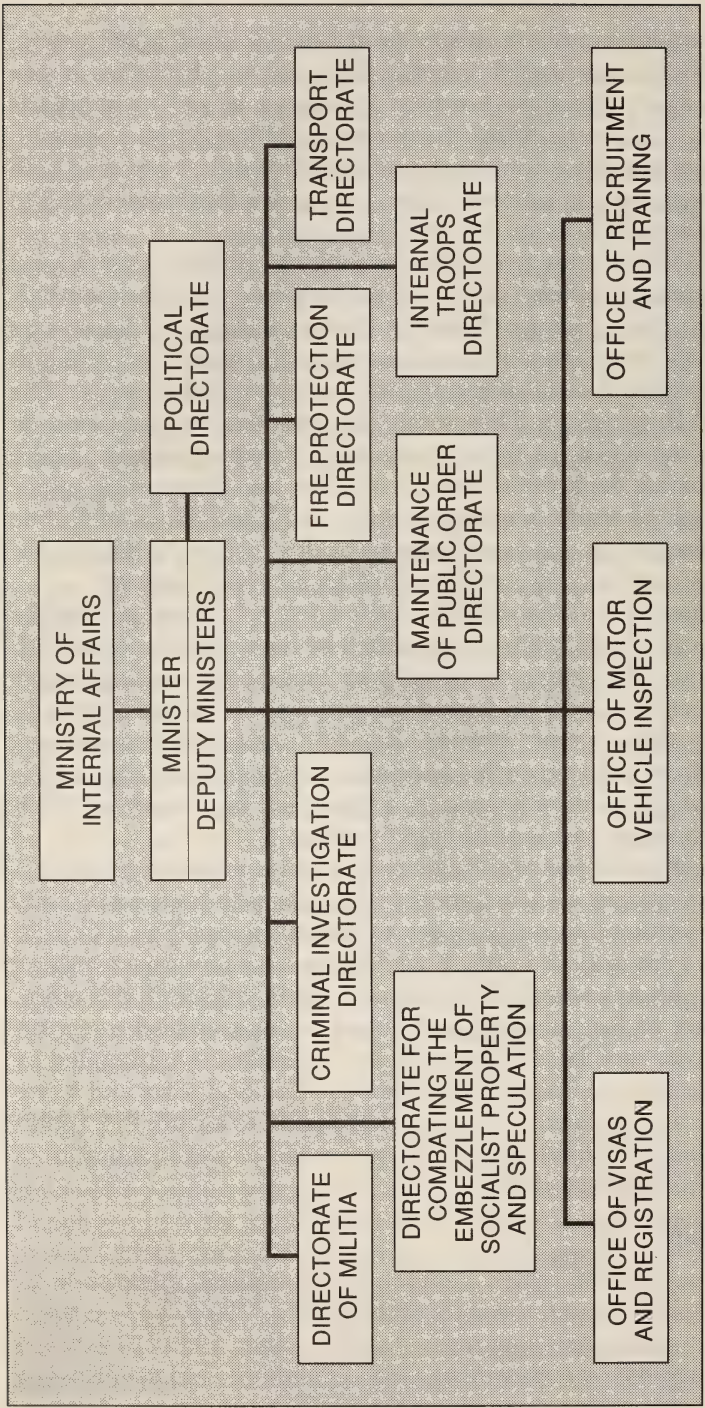 MINISTRY OF
INTERNAL AFFAIRS
MINISTER
DEPUTY MINISTERS
POLITICAL
DIRECTORATE
DIRECTORATE
OF MILITIA
CRIMINAL INVESTIGATION
DIRECTORATE
FIRE PROTECTION
DIRECTORATE
TRANSPORT
DIRECTORATE
DIRECTORATE FOR
COMBATING THE
EMBEZZLEMENT OF
SOCIALIST PROPERTY
AND SPECULATION
MAINTENANCE
OF PUBLIC ORDER
DIRECTORATE
INTERNAL
TROOPS
DIRECTORATE
OFFICE OF VISAS
AND REGISTRATION
OFFICE OF MOTOR
VEHICLE INSPECTION
OFFICE OF RECRUITMENT
AND TRAINING